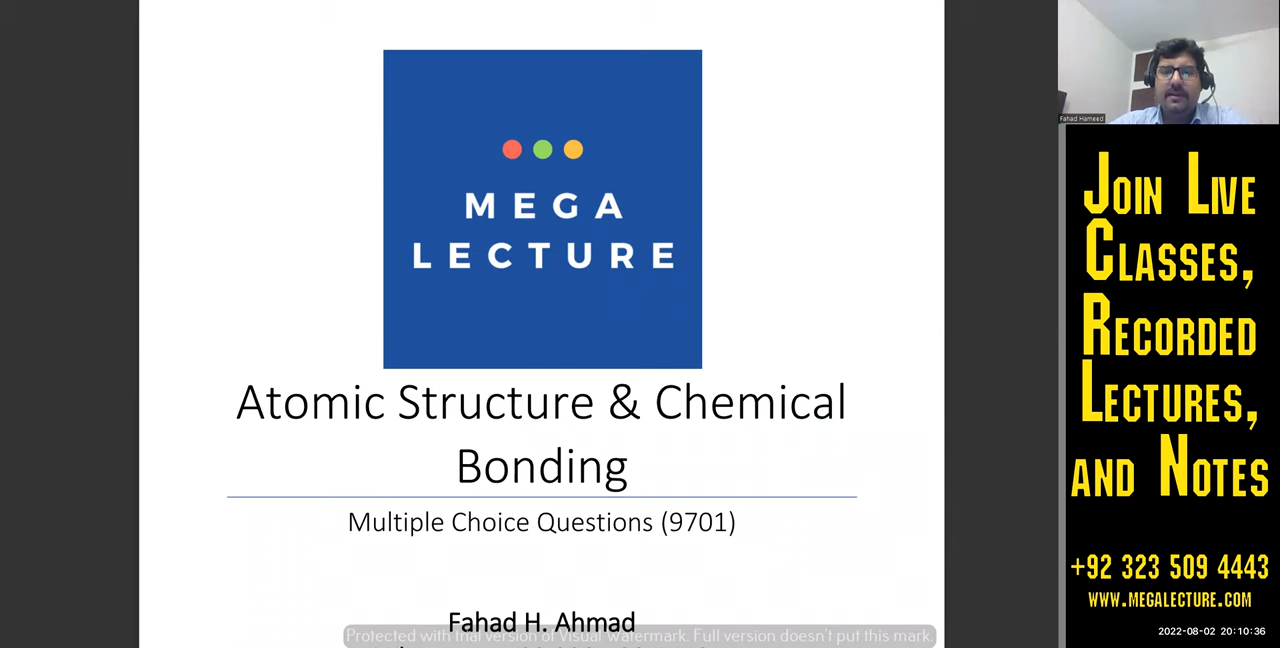 MEGA
LECTURE
Atomic Structure & Chemical
Bonding
Multiple Choice Questions (9701)
Fahad H. Ahmad
Protected with trial version of Visual Watermark. Full version doesn't put this mark.
Fahad Hameed
JOIN LIVE
CLASSES,
RECORDED
LECTURES,
AND NOTES
+92 323 509 4443
WWW.MEGALECTURE.COM
2022-08-02 20:10:36